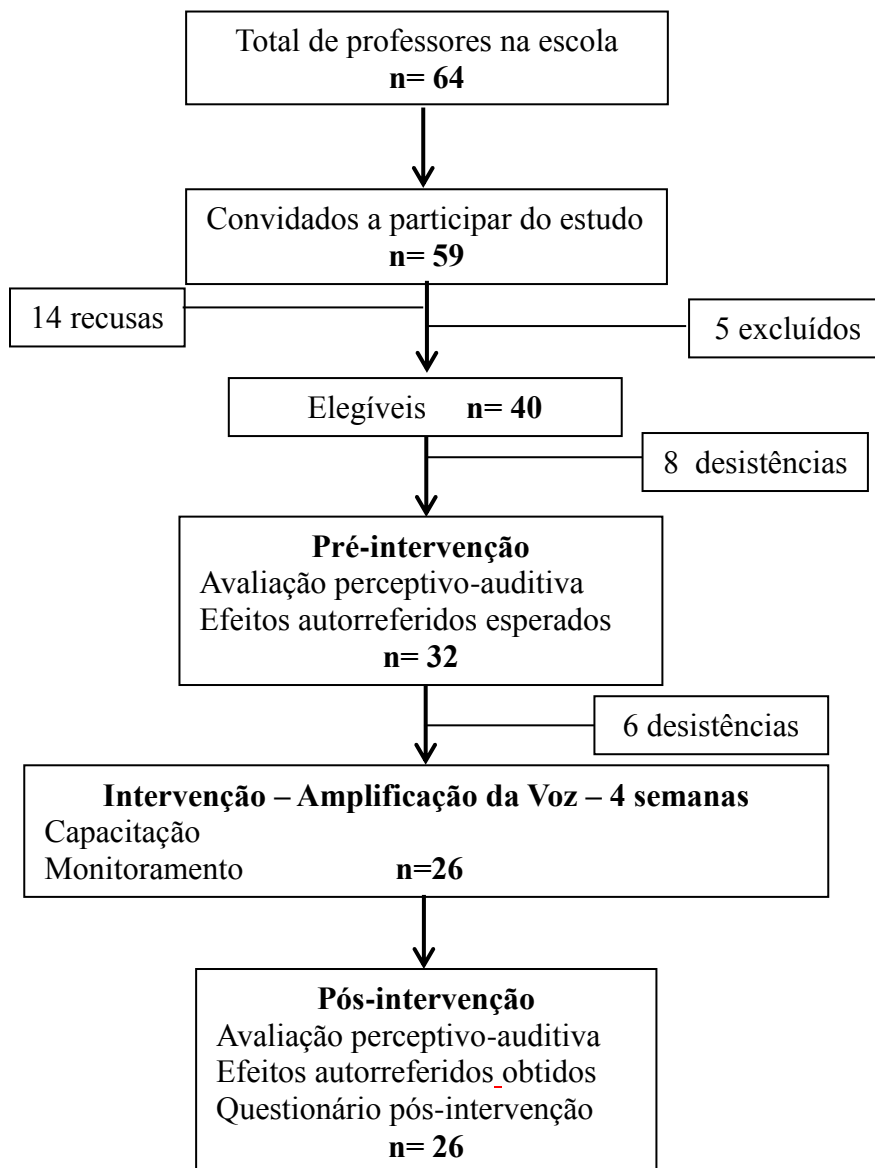 Total de professores na escola
n= 64
Convidados a participar do estudo
n= 59
14 recusas
5 excluídos
Elegíveis n= 40
8 desistências
Pré-intervenção
Avaliação perceptivo-auditiva
Efeitos autorreferidos esperados
n= 32
6 desistências
Intervenção – Amplificação da Voz – 4 semanas
Capacitação
Monitoramento n=26
Pós-intervenção
Avaliação perceptivo-auditiva
Efeitos autorreferidos obtidos
Questionário pós-intervenção
n= 26